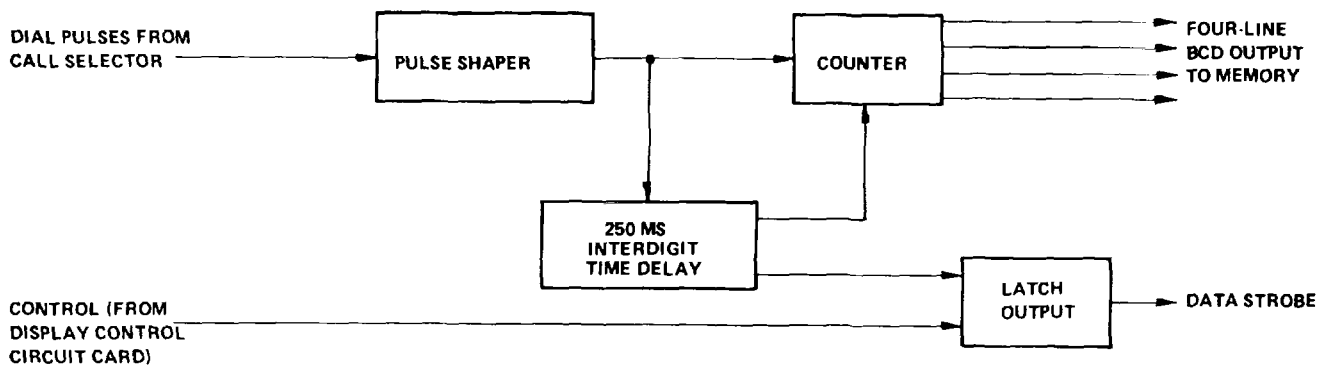 DIAL PULSES FROM
CALL SELECTOR
PULSE SHAPER
COUNTER
FOUR-LINE
BCD OUTPUT
TO MEMORY
250 MS
INTERDIGIT
TIME DELAY
LATCH
OUTPUT
DATA STROBE
CONTROL (FROM
DISPLAY CONTROL
CIRCUIT CARD)